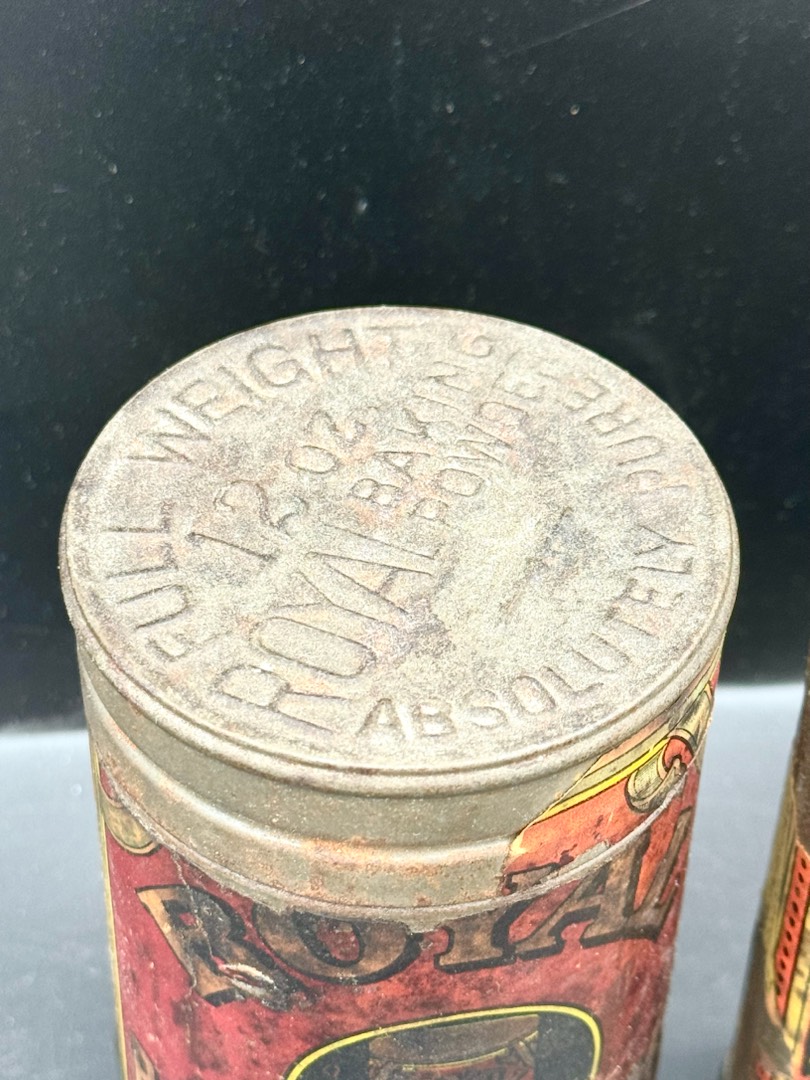 FULL WEIGHT
12 OZ.
ROYAL
BAKING
POWDER
ABSOLUTELY PURE
ROYAL